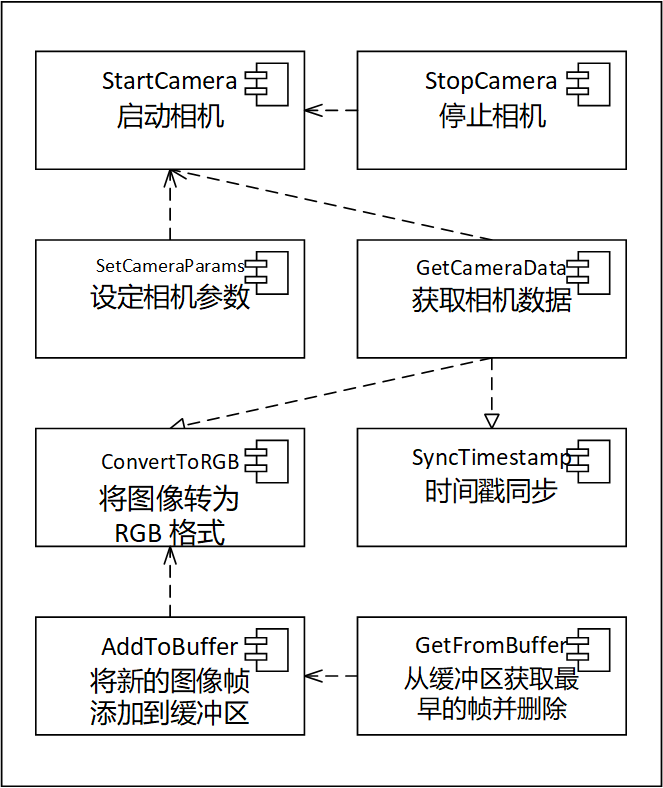 StartCamera
启动相机
StopCamera
停止相机
SetCameraParams
设定相机参数
GetCameraData
获取相机数据
ConvertToRGB
将图像转为
RGB 格式
SyncTimestamp
时间戳同步
AddToBuffer
将新的图像帧
添加到缓冲区
GetFromBuffer
从缓冲区获取最
早的帧并删除